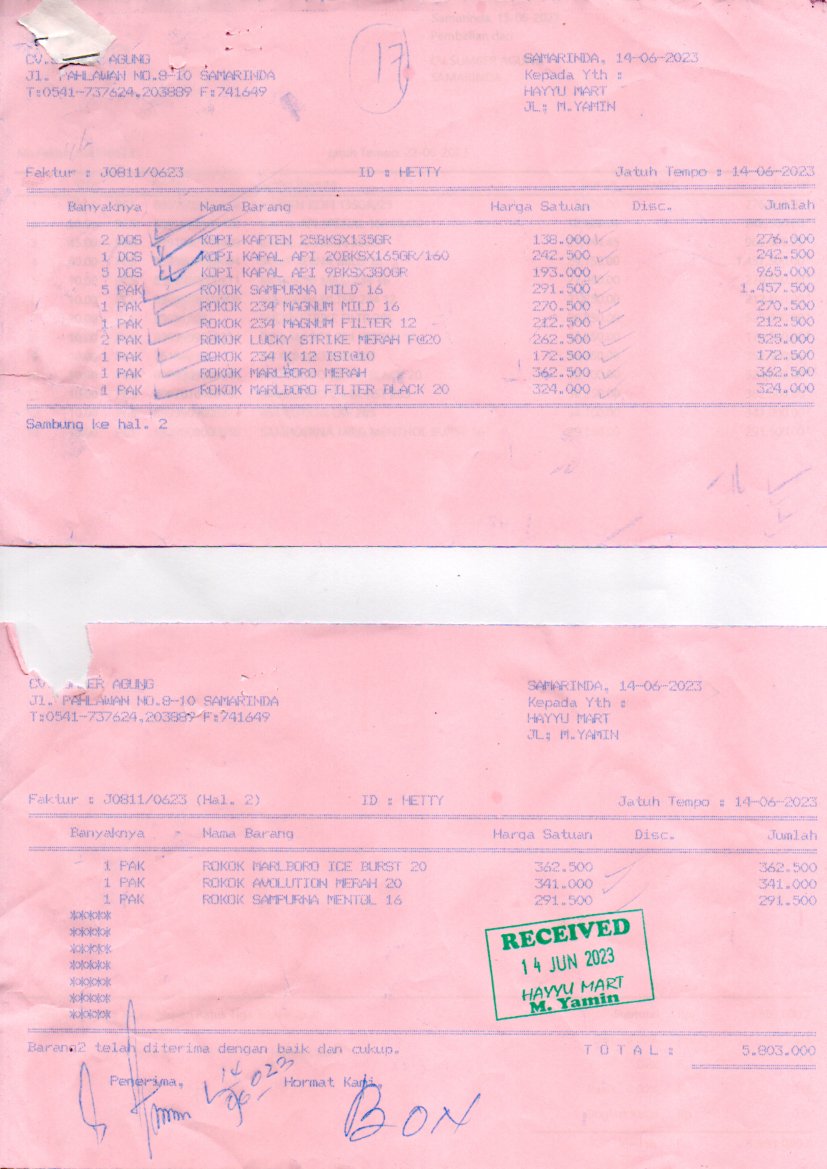 17
CV. AGUNG
Jl. PAHLAWAN NO.8-10 SAMARINDA
T:0541-737624,203889 F:741649
SAMARINDA, 14-06-2023
Kepada Yth :
HAYYU MART
JL; M.YAMIN
Faktur : J0811/0623 ID : HETTY Jatuh Tempo : 14-06-2023
Banyaknya Nama Barang Harga Satuan Disc. Jumlah
2 DOS KOPI KAPTEN 25BKSX135GR 138.000 276.000
1 DOS KOPI KAPAL API 20BKSX165GR/160 242.500 242.500
5 DOS KOPI KAPAL API 9BKSX380GR 193.000 965.000
5 PAK ROKOK SAMPURNA MILD 16 291.500 1.457.500
1 PAK ROKOK 234 MAGNUM MILD 16 270.500 270.500
1 PAK ROKOK 234 MAGNUM FILTER 12 212.500 212.500
2 PAK ROKOK LUCKY STRIKE MERAH F@20 262.500 525.000
1 PAK ROKOK 234 K 12 ISI@10 172.500 172.500
1 PAK ROKOK MARLBORO MERAH 362.500 362.500
1 PAK ROKOK MARLBORO FILTER BLACK 20 324.000 324.000
Sambung ke hal. 2
CV. AGUNG
Jl. PAHLAWAN NO.8-10 SAMARINDA
T:0541-737624,203889 F:741649
SAMARINDA, 14-06-2023
Kepada Yth :
HAYYU MART
JL; M.YAMIN
Faktur : J0811/0623 (Hal. 2) ID : HETTY Jatuh Tempo : 14-06-2023
Banyaknya Nama Barang Harga Satuan Disc. Jumlah
1 PAK ROKOK MARLBORO ICE BURST 20 362.500 362.500
1 PAK ROKOK AVOLUTION MERAH 20 341.000 341.000
1 PAK ROKOK SAMPURNA MENTOL 16 291.500 291.500
*****
*****
*****
*****
*****
*****
*****
RECEIVED
14 JUN 2023
HAYYU MART
M. Yamin
Barang2 telah diterima dengan baik dan cukup. T O T A L : 5.803.000
Penerima, Hormat Kami,
14
06 023
BON